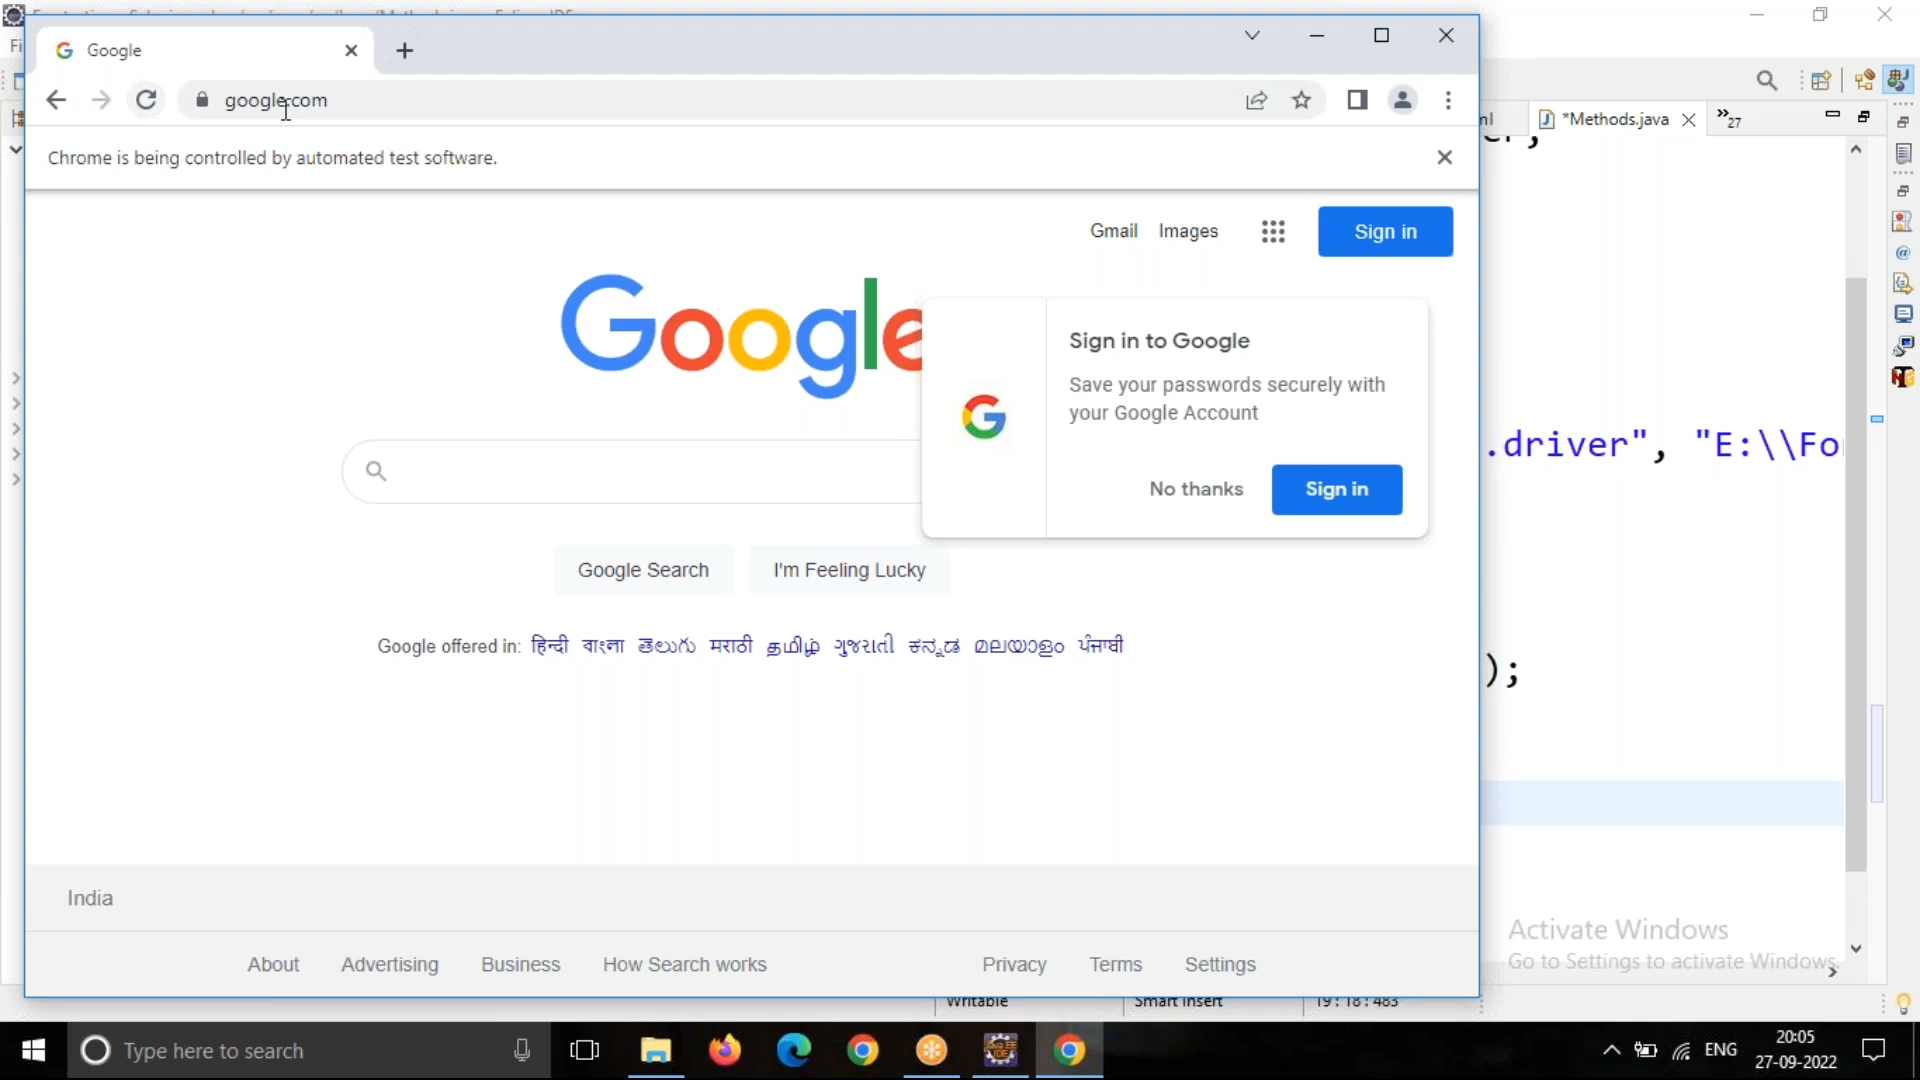 Google
google.com
Chrome is being controlled by automated test software.
*Methods.java
»27
Gmail Images
Sign in
Google
Sign in to Google
Save your passwords securely with
your Google Account
No thanks
Sign in
.driver", "E:\\Fo
Google Search
I'm Feeling Lucky
Google offered in: हिन्दी বাংলা తెలుగు मराठी தமிழ் ગુજરાતી ಕನ್ನಡ മലയാളം ਪੰਜਾਬੀ
);
India
Activate Windows
Go to Settings to activate Windows.
About Advertising Business How Search works Privacy Terms Settings
Writable Smart Insert 19 : 18 : 483
Type here to search
ENG
20:05
27-09-2022